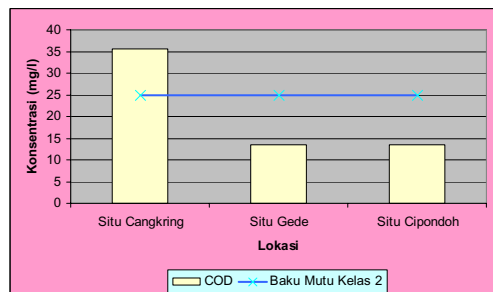 40
35
30
25
20
15
10
5
0
Konsentrasi (mg/l)
Situ Cangkring Situ Gede Situ Cipondoh
Lokasi
COD Baku Mutu Kelas 2